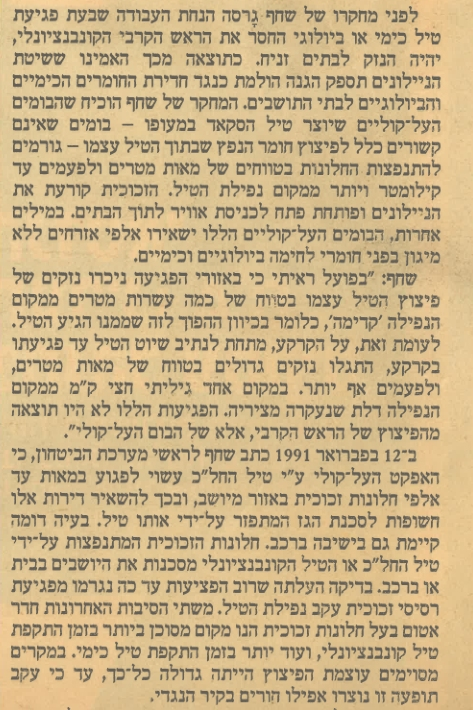 לפני מחקרו של שחף גרסה הנחת העבודה שבעת פגיעת
טיל כימי או ביולוגי החסר את הראש הקרבי הקונבנציונלי,
יהיה הנזק לבתים זניח. כתוצאה מכך האמינו ששיטת
הניילונים תספק הגנה הולמת כנגד חדירת החומרים הכימיים
והביולוגיים לבתי התושבים. המחקר של שחף הוכיח שהבומים
העל־קוליים שיוצר טיל הסקאד במעופו – בומים שאינם
קשורים כלל לפיצוץ חומר הנפץ שבתוך הטיל עצמו – גורמים
להתנפצות החלונות בטווחים של מאות מטרים ולפעמים עד
קילומטר ויותר ממקום נפילת הטיל. הזכוכית קורעת את
הניילונים ופותחת פתח לכניסת אוויר לתוך הבתים. במילים
אחרות, הבומים העל־קוליים הללו ישאירו אלפי אזרחים ללא
מיגון בפני חומרי לחימה ביולוגיים וכימיים.
שחף: "בפועל ראיתי כי באזורי הפגיעה ניכרו נזקים של
פיצוץ הטיל עצמו בטווח של כמה עשרות מטרים ממקום
הנפילה 'קדימה', כלומר בכיוון ההפוך לזה שממנו הגיע הטיל.
לעומת זאת, על הקרקע, מתחת לנתיב שיוט הטיל עד פגיעתו
בקרקע, התגלו נזקים גדולים בטווח של מאות מטרים,
ולפעמים אף יותר. במקום אחד גיליתי חצי ק"מ ממקום
הנפילה דלת שנעקרה מציריה. הפגיעות הללו לא היו תוצאה
מהפיצוץ של הראש הקרבי, אלא של הבום העל־קולי".
ב־12 בפברואר 1991 כתב שחף לראשי מערכת הביטחון, כי
האפקט העל־קולי ע"י טיל החל"כ עשוי לפגוע במאות עד
אלפי חלונות זכוכית באזור מיושב, ובכך להשאיר דירות אלו
חשופות לסכנת הגז המתפזר על־ידי אותו טיל. בעיה דומה
קיימת גם בישיבה ברכב. חלונות הזכוכית המתנפצות על־ידי
טיל החל"כ או הטיל הקונבנציונלי מסכנות את היושבים בבית
או ברכב. בדיקה העלתה שרוב הפציעות עד כה נגרמו מפגיעת
רסיסי זכוכית עקב נפילת הטיל. משתי הסיבות האחרונות חדר
אטום בעל חלונות זכוכית הנו מקום מסוכן ביותר בזמן התקפת
טיל קונבנציונלי, ועוד יותר בזמן התקפת טיל כימי. במקרים
מסוימים עוצמת הפיצוץ הייתה גדולה כל־כך, עד כי עקב
תופעה זו נוצרו אפילו חורים בקיר הנגדי.